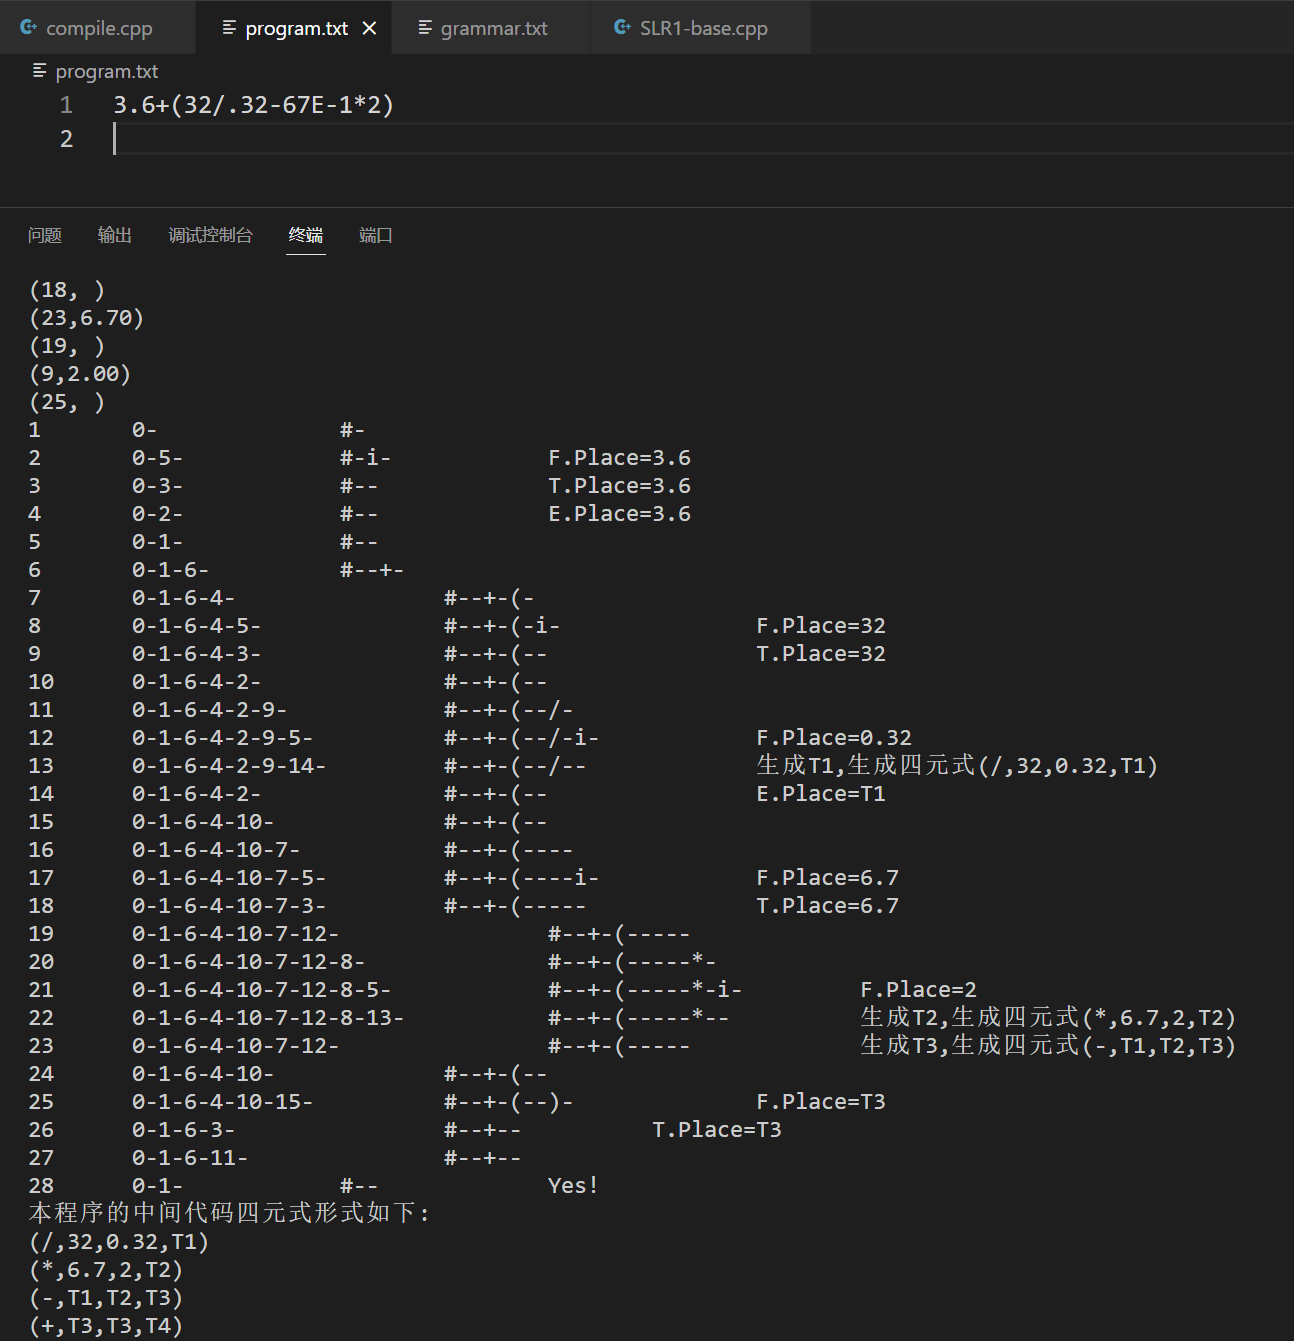 compile.cpp program.txt grammar.txt SLR1-base.cpp
program.txt
1 3.6+(32/.32-67E-1*2)
2
问题 输出 调试控制台 终端 端口
(18, )
(23,6.70)
(19, )
(9,2.00)
(25, )
1 0- #-
2 0-5- #-i- F.Place=3.6
3 0-3- #-- T.Place=3.6
4 0-2- #-- E.Place=3.6
5 0-1- #--
6 0-1-6- #--+-
7 0-1-6-4- #--+-(-
8 0-1-6-4-5- #--+-(-i- F.Place=32
9 0-1-6-4-3- #--+-(-- T.Place=32
10 0-1-6-4-2- #--+-(--
11 0-1-6-4-2-9- #--+-(--/-
12 0-1-6-4-2-9-5- #--+-(--/-i- F.Place=0.32
13 0-1-6-4-2-9-14- #--+-(--/-- 生成T1,生成四元式(/,32,0.32,T1)
14 0-1-6-4-2- #--+-(-- E.Place=T1
15 0-1-6-4-10- #--+-(--
16 0-1-6-4-10-7- #--+-(----
17 0-1-6-4-10-7-5- #--+-(----i- F.Place=6.7
18 0-1-6-4-10-7-3- #--+-(----- T.Place=6.7
19 0-1-6-4-10-7-12- #--+-(-----
20 0-1-6-4-10-7-12-8- #--+-(-----*-
21 0-1-6-4-10-7-12-8-5- #--+-(-----*-i- F.Place=2
22 0-1-6-4-10-7-12-8-13- #--+-(-----*-- 生成T2,生成四元式(*,6.7,2,T2)
23 0-1-6-4-10-7-12- #--+-(----- 生成T3,生成四元式(-,T1,T2,T3)
24 0-1-6-4-10- #--+-(--
25 0-1-6-4-10-15- #--+-(--)- F.Place=T3
26 0-1-6-3- #--+-- T.Place=T3
27 0-1-6-11- #--+--
28 0-1- #-- Yes!
本程序的中间代码四元式形式如下:
(/,32,0.32,T1)
(*,6.7,2,T2)
(-,T1,T2,T3)
(+,T3,T3,T4)